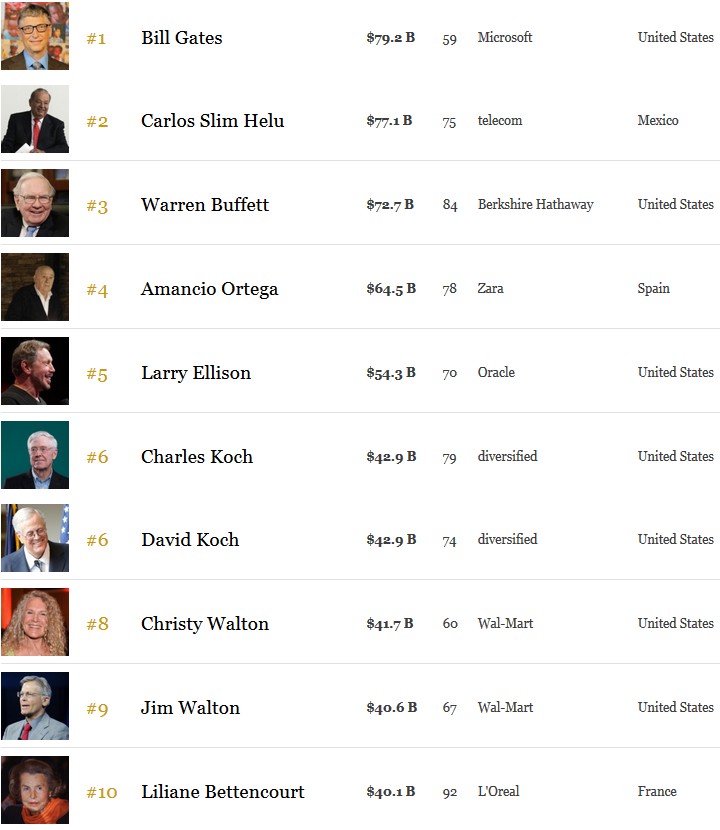 #1 Bill Gates $79.2 B 59 Microsoft United States
#2 Carlos Slim Helu $77.1 B 75 telecom Mexico
#3 Warren Buffett $72.7 B 84 Berkshire Hathaway United States
#4 Amancio Ortega $64.5 B 78 Zara Spain
#5 Larry Ellison $54.3 B 70 Oracle United States
#6 Charles Koch $42.9 B 79 diversified United States
#6 David Koch $42.9 B 74 diversified United States
#8 Christy Walton $41.7 B 60 Wal-Mart United States
#9 Jim Walton $40.6 B 67 Wal-Mart United States
#10 Liliane Bettencourt $40.1 B 92 L'Oreal France